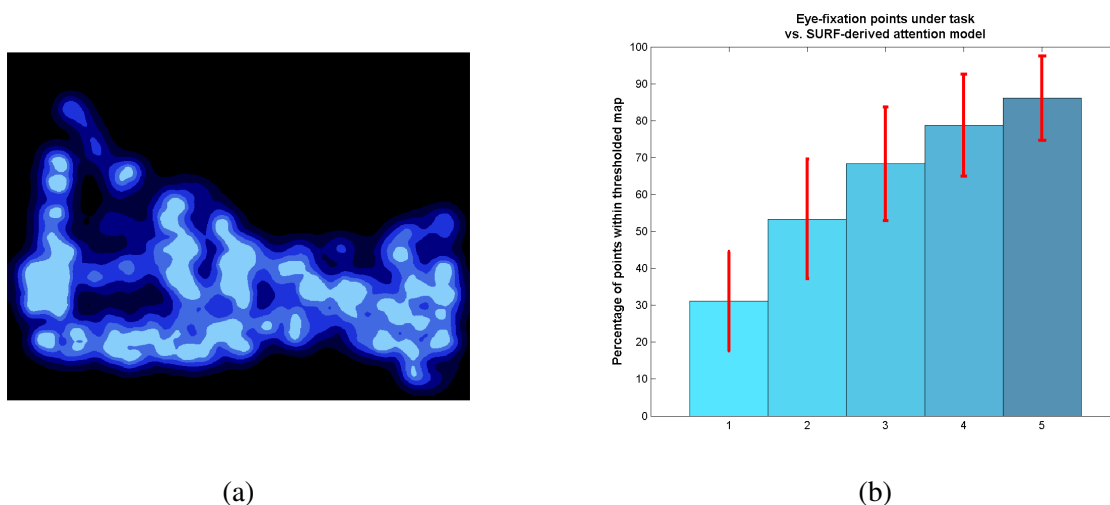 Eye-fixation points under task
vs. SURF-derived attention model
Percentage of points within thresholded map
100
90
80
70
60
50
40
30
20
10
0
1 2 3 4 5
(a) (b)